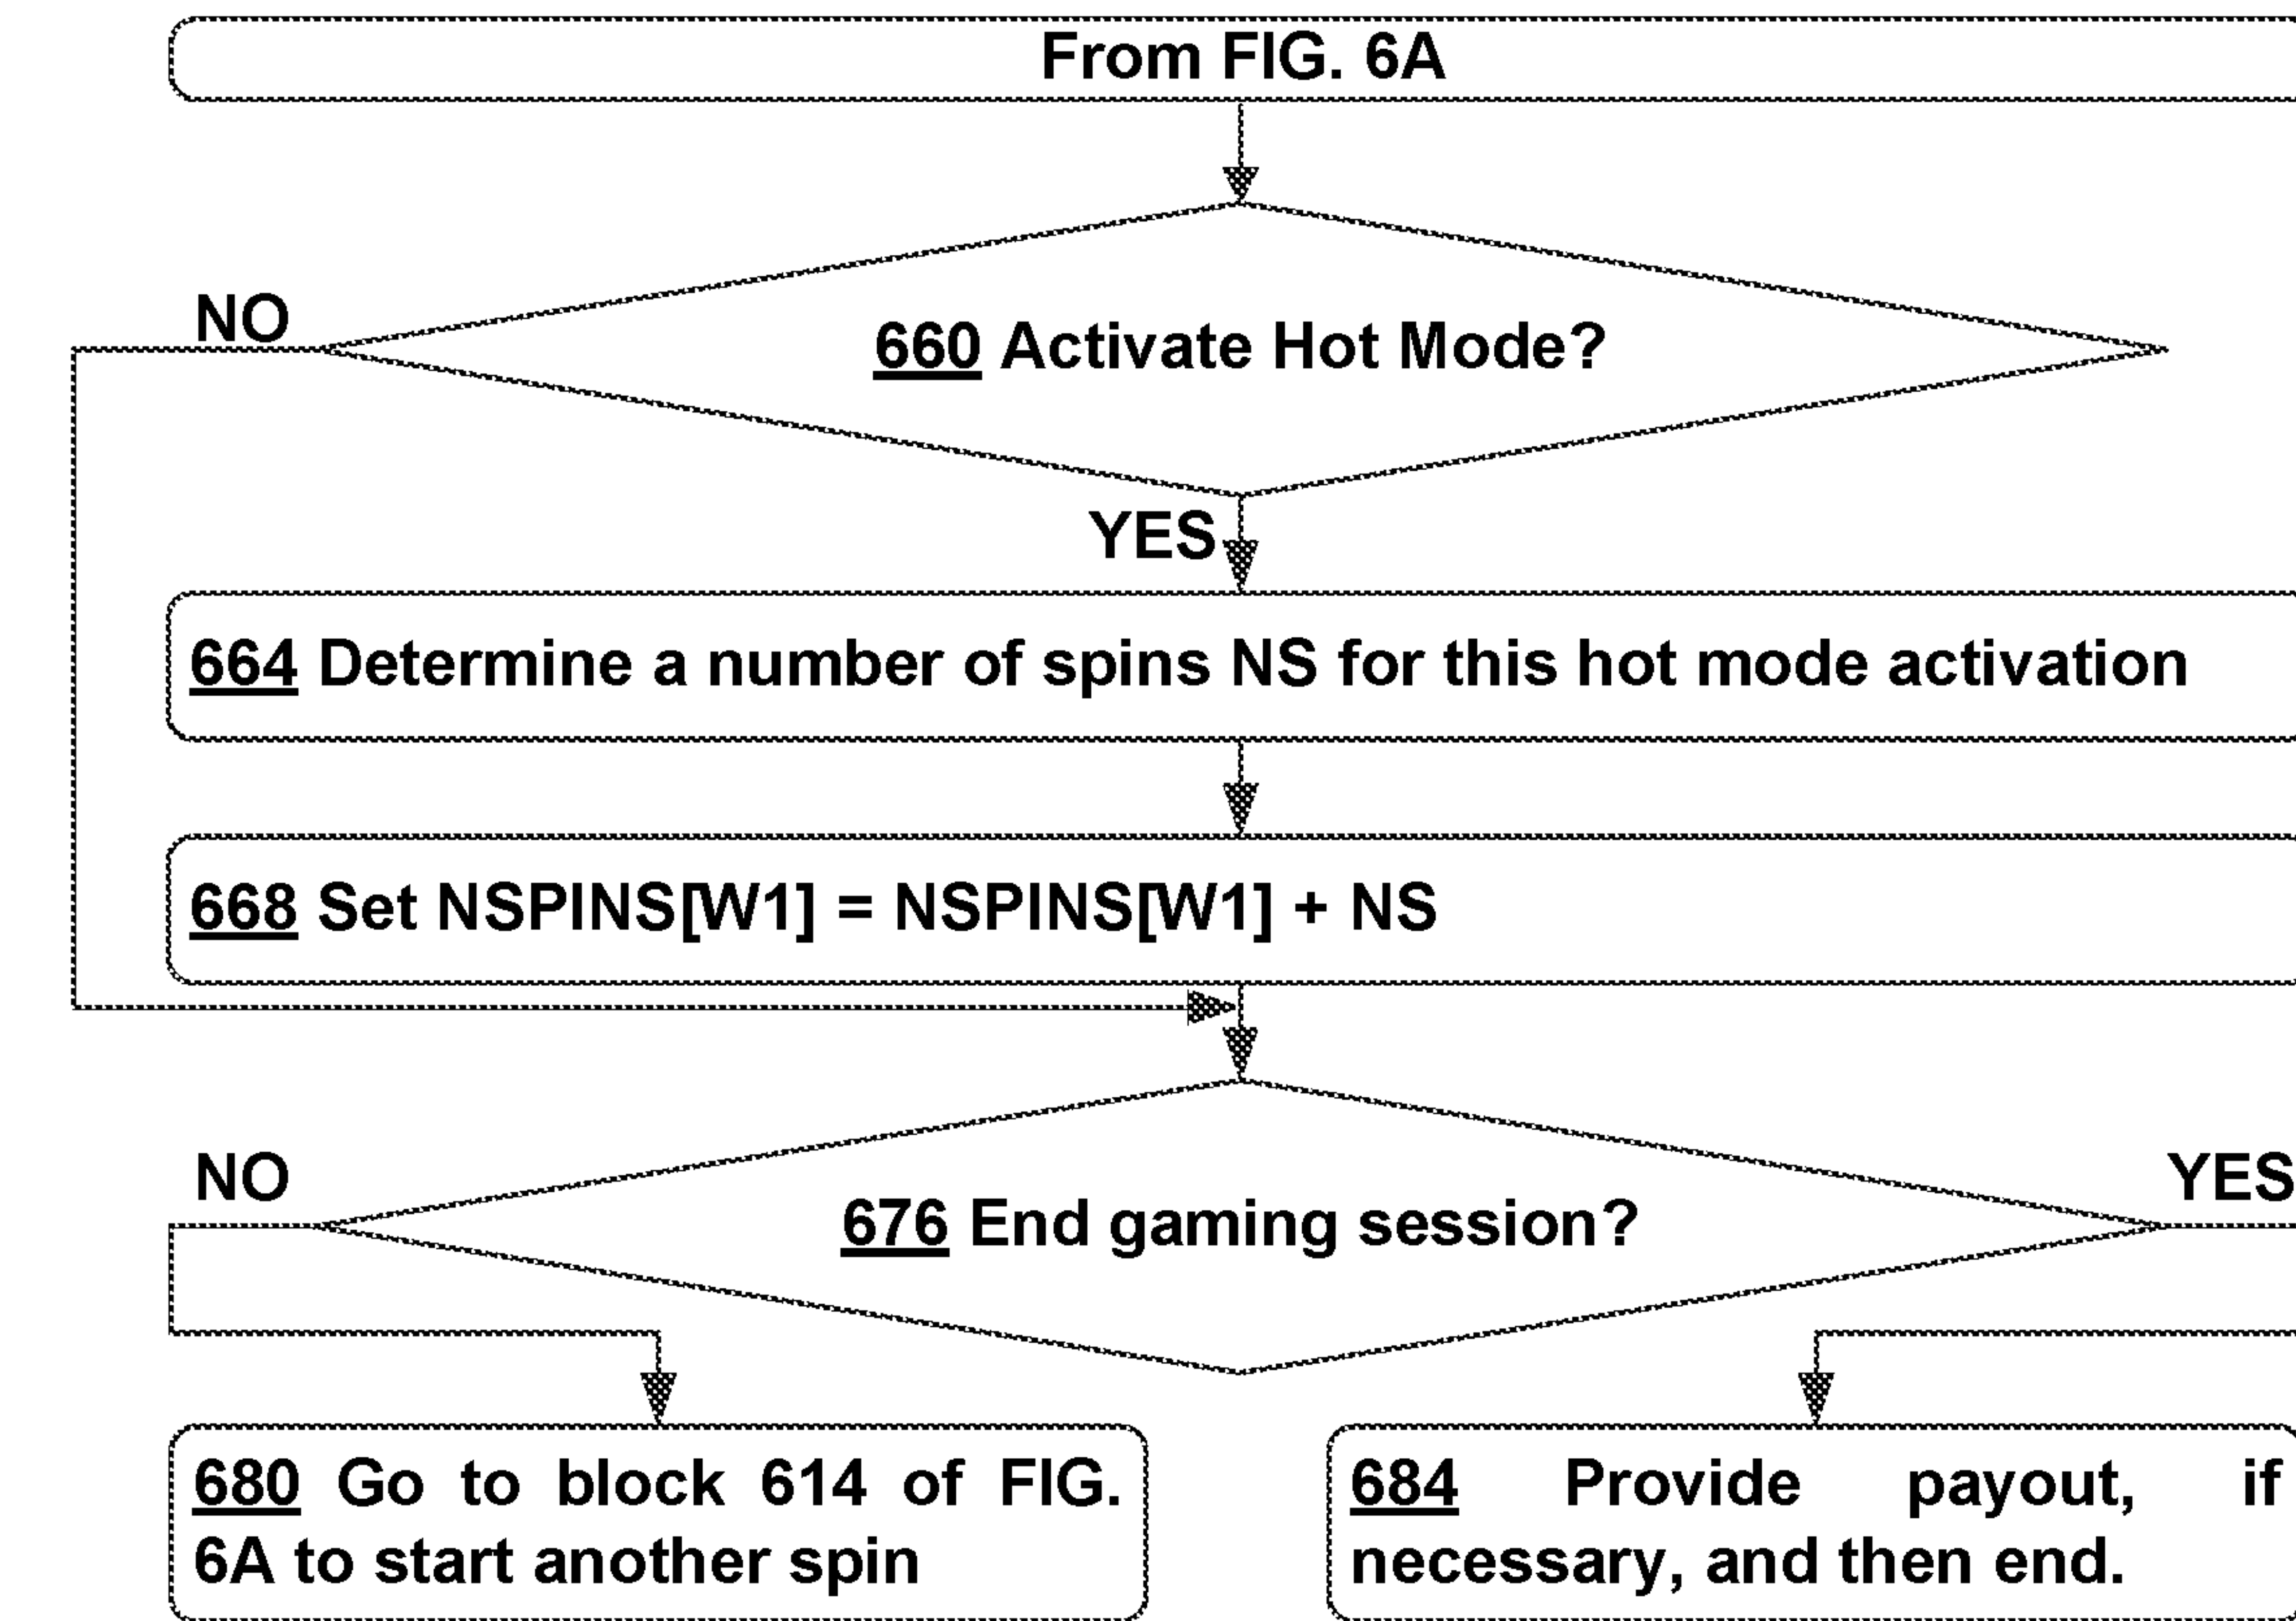 From FIG. 6A
NO
660 Activate Hot Mode?
YES
664 Determine a number of spins NS for this hot mode activation
668 Set NSPINS[W1] = NSPINS[W1] + NS
NO
YES
676 End gaming session?
680 Go to block 614 of FIG.
6A to start another spin
684 Provide payout, if
necessary, and then end.